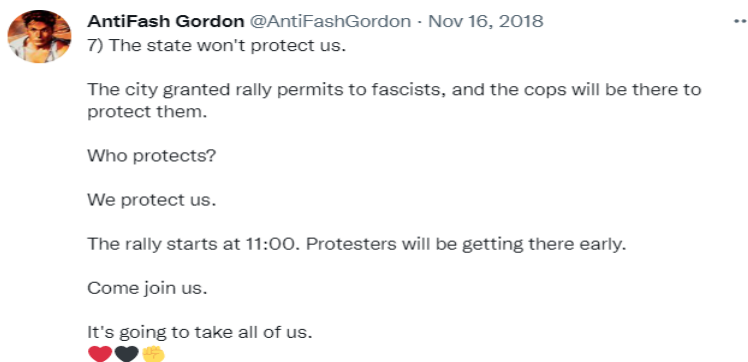 AntiFash Gordon @AntiFashGordon · Nov 16, 2018
7) The state won't protect us.
The city granted rally permits to fascists, and the cops will be there to
protect them.
Who protects?
We protect us.
The rally starts at 11:00. Protesters will be getting there early.
Come join us.
It's going to take all of us.
❤️🖤✊